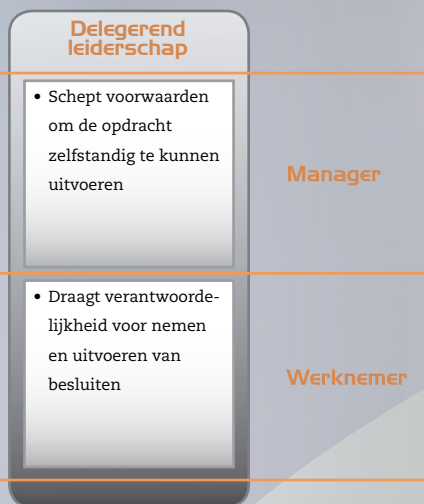 Delegerend
leiderschap
• Schept voorwaarden
om de opdracht
zelfstandig te kunnen
uitvoeren
Manager
• Draagt verantwoorde-
lijkheid voor nemen
en uitvoeren van
besluiten
Werknemer